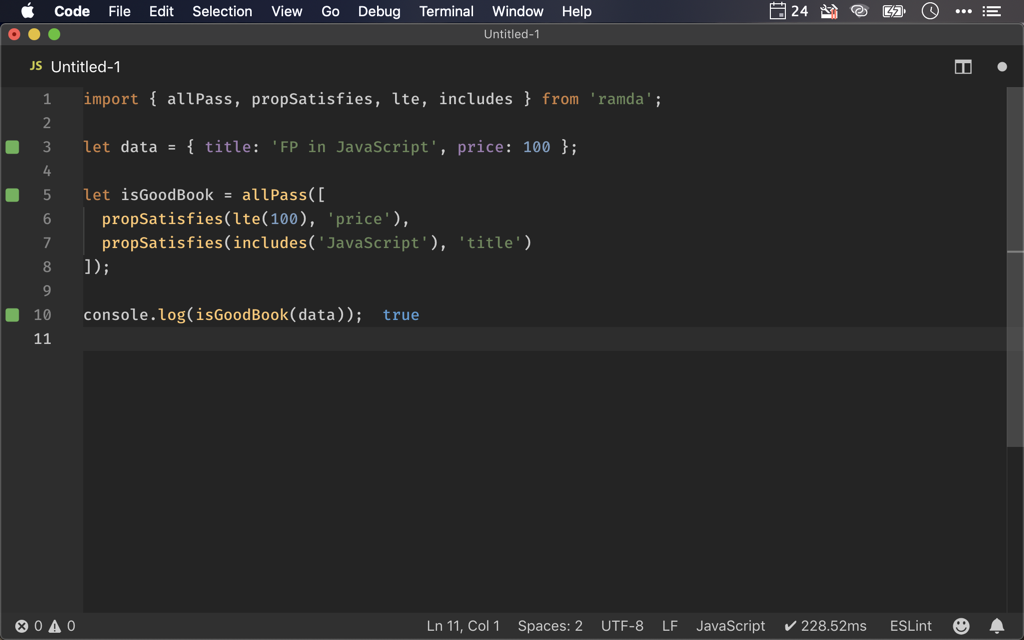 Code File Edit Selection View Go Debug Terminal Window Help 24
Untitled-1
JS Untitled-1
1 import { allPass, propSatisfies, lte, includes } from 'ramda';
2
3 let data = { title: 'FP in JavaScript', price: 100 };
4
5 let isGoodBook = allPass([
6 propSatisfies(lte(100), 'price'),
7 propSatisfies(includes('JavaScript'), 'title')
8 ]);
9
10 console.log(isGoodBook(data)); true
11
0 0 Ln 11, Col 1 Spaces: 2 UTF-8 LF JavaScript ✔ 228.52ms ESLint